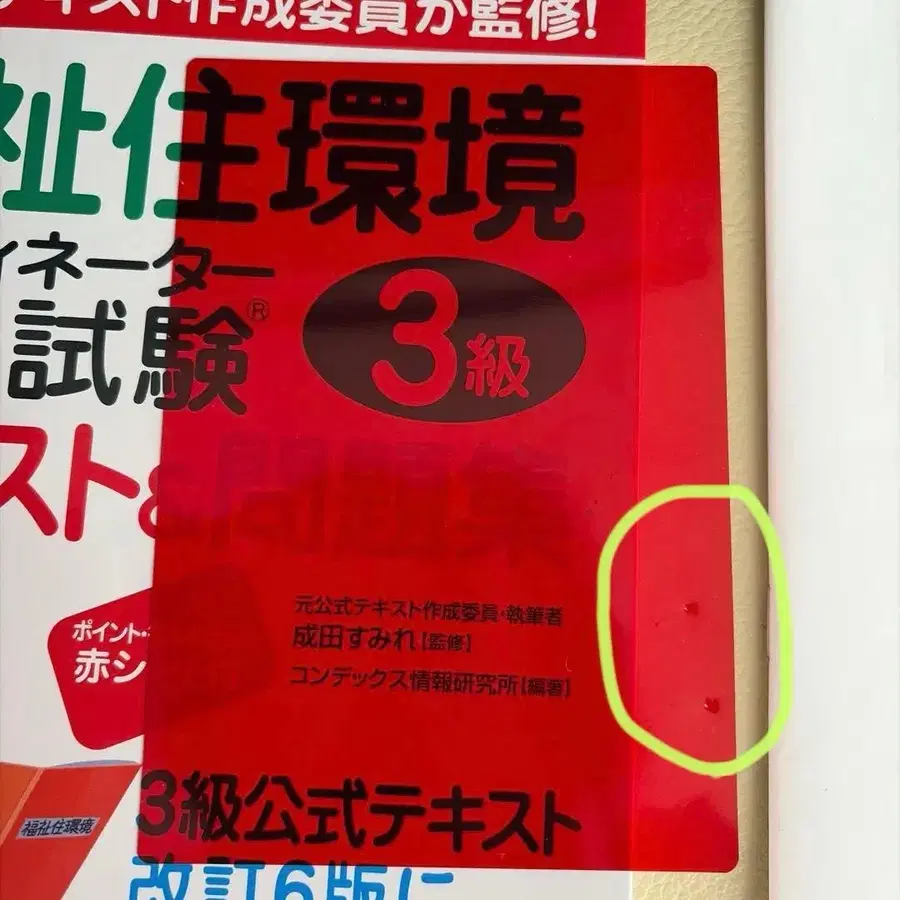 キスト作成委員が監修!
祉住環境
ィネーター
試験®
3級
スト&問題集
元公式テキスト作成委員・執筆者
成田すみれ[監修]
コンデックス情報研究所[編著]
ポイント・
赤シ
福祉住環境
3級公式テキスト
改訂6版に